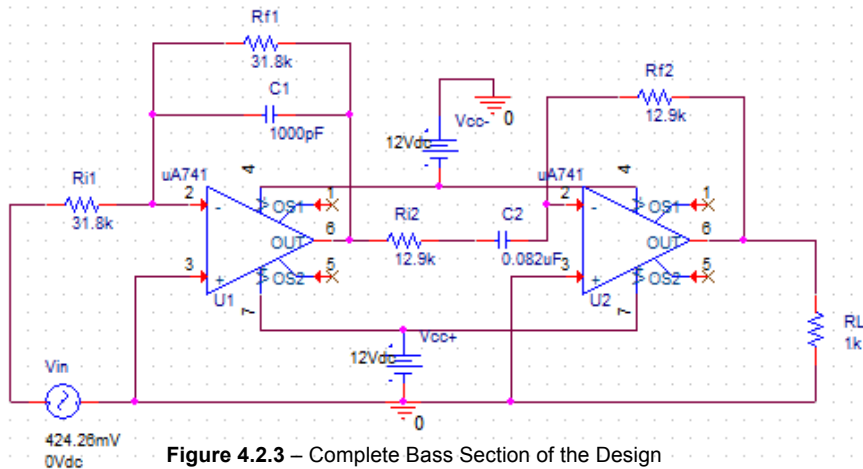 Rf1
31.8k
C1
1000pF
Rf2
12.9k
Vcc-
0
12Vdc
Ri1
31.8k
uA741
4
2
-
OS1
1
OUT
6
3
+
OS2
5
U1
7
Ri2
12.9k
C2
0.082uF
uA741
4
2
-
OS1
1
OUT
6
3
+
OS2
5
U2
7
RL
1k
Vcc+
12Vdc
0
Vin
424.26mV
0Vdc
Figure 4.2.3 – Complete Bass Section of the Design